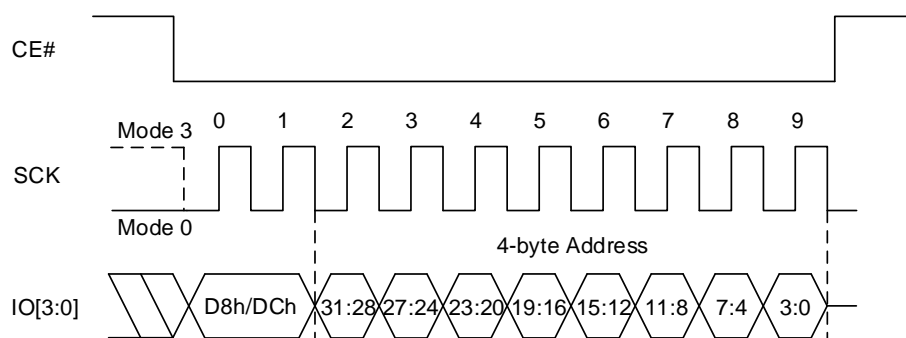 CE#
0 1 2 3 4 5 6 7 8 9
Mode 3
SCK
Mode 0
4-byte Address
IO[3:0] D8h/DCh 31:28 27:24 23:20 19:16 15:12 11:8 7:4 3:0